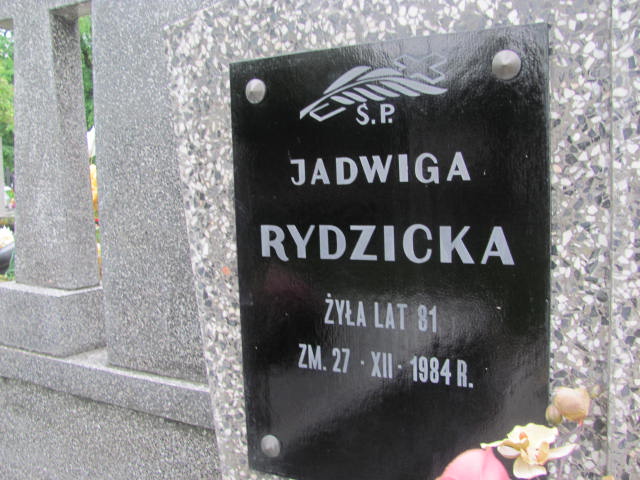 Ś.P.
JADWIGA
RYDZICKA
ŻYŁA LAT 81
ZM. 27 · XII · 1984 R.